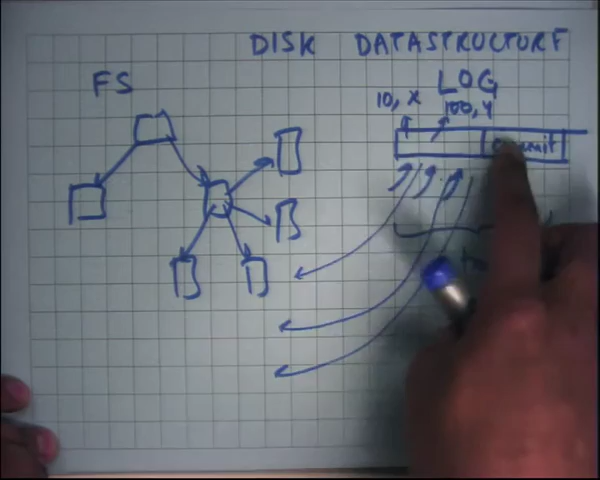 DISK DATASTRUCTURE
FS
LOG
10, x 100, y